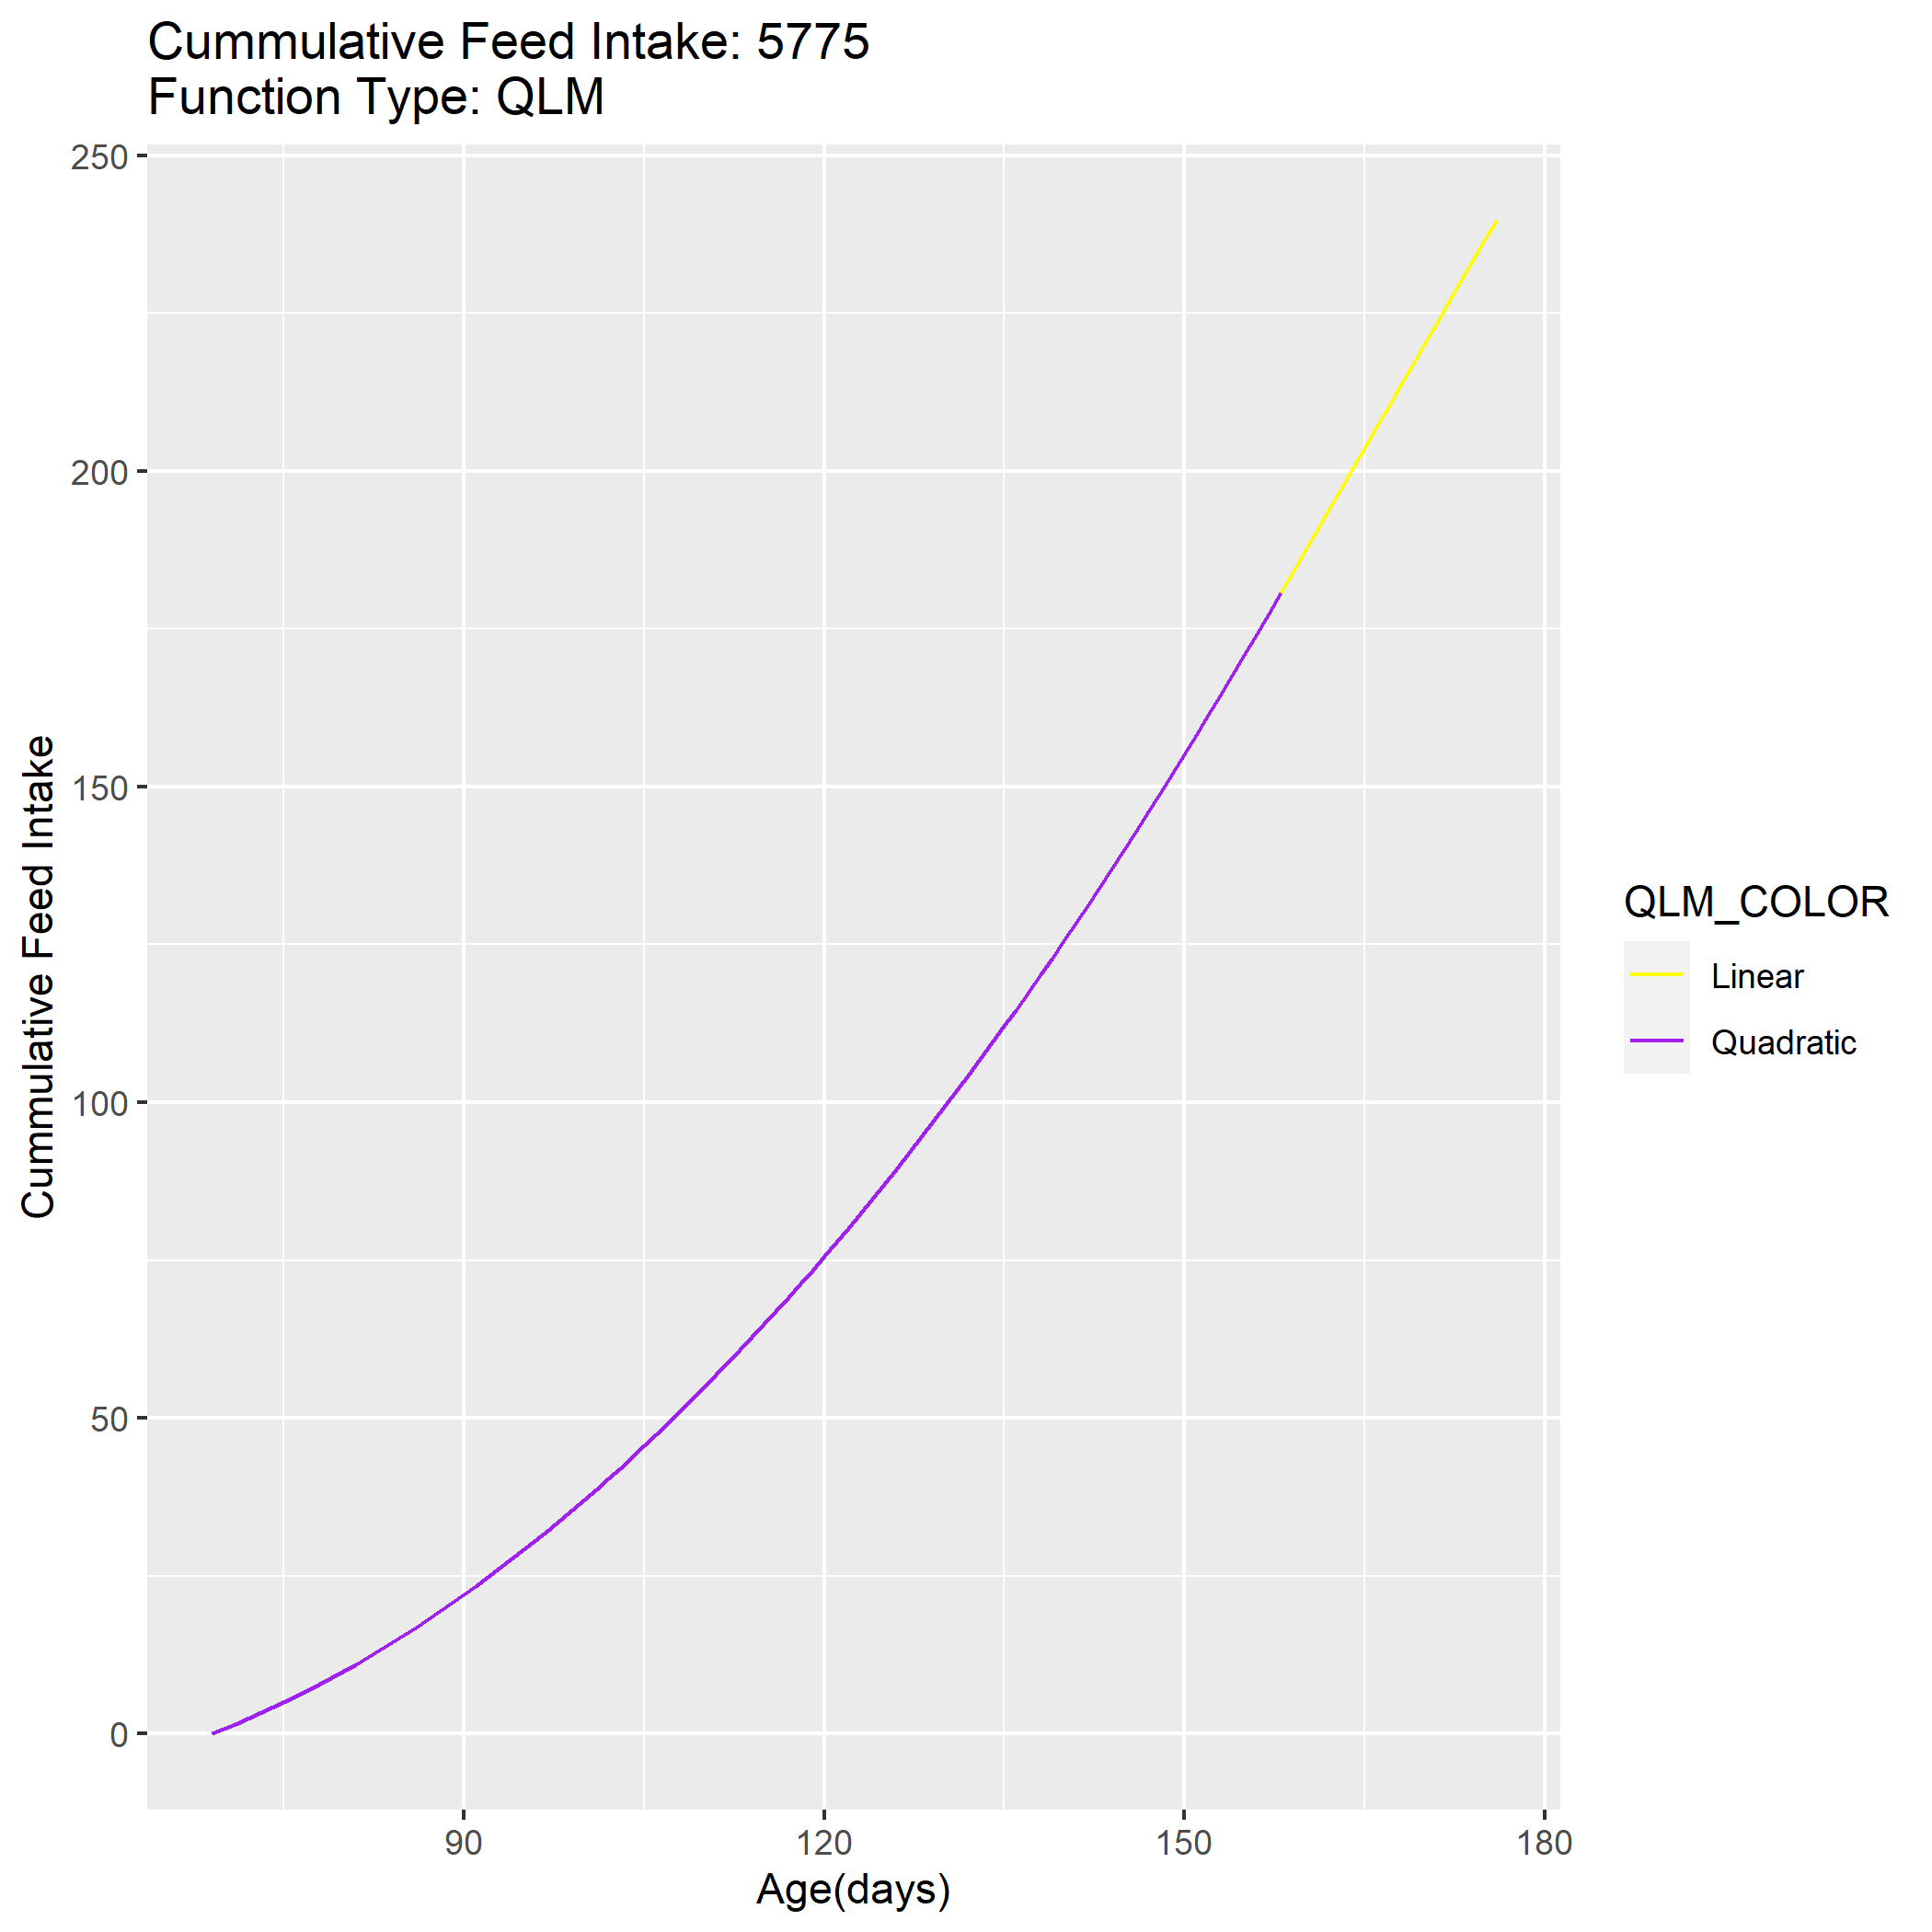 Cummulative Feed Intake: 5775
Function Type: QLM
250
200
150
100
50
0
Cummulative Feed Intake
90
120
150
180
Age(days)
QLM_COLOR
Linear
Quadratic